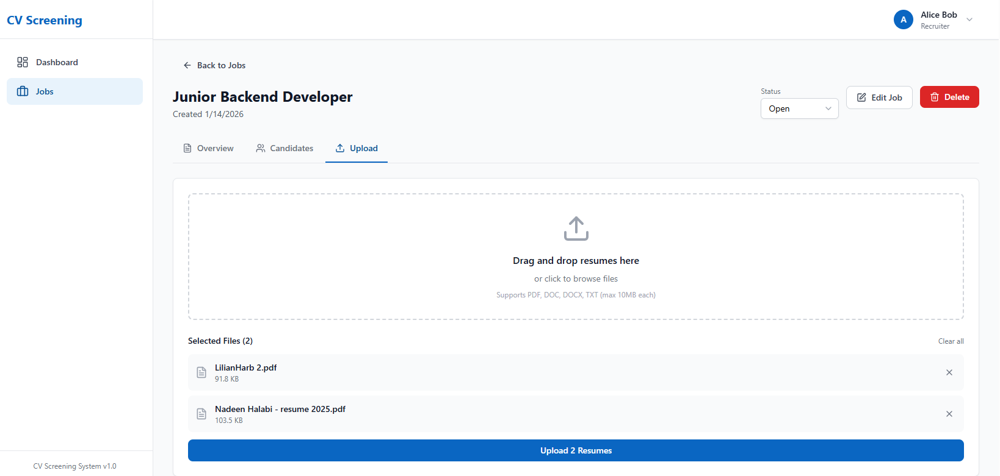 CV Screening
Dashboard
Jobs
CV Screening System v1.0
A
Alice Bob
Recruiter
Back to Jobs
Junior Backend Developer
Created 1/14/2026
Status
Open
Edit Job
Delete
Overview
Candidates
Upload
Drag and drop resumes here
or click to browse files
Supports PDF, DOC, DOCX, TXT (max 10MB each)
Selected Files (2)
Clear all
LilianHarb 2.pdf
91.8 KB
Nadeen Halabi - resume 2025.pdf
103.5 KB
Upload 2 Resumes